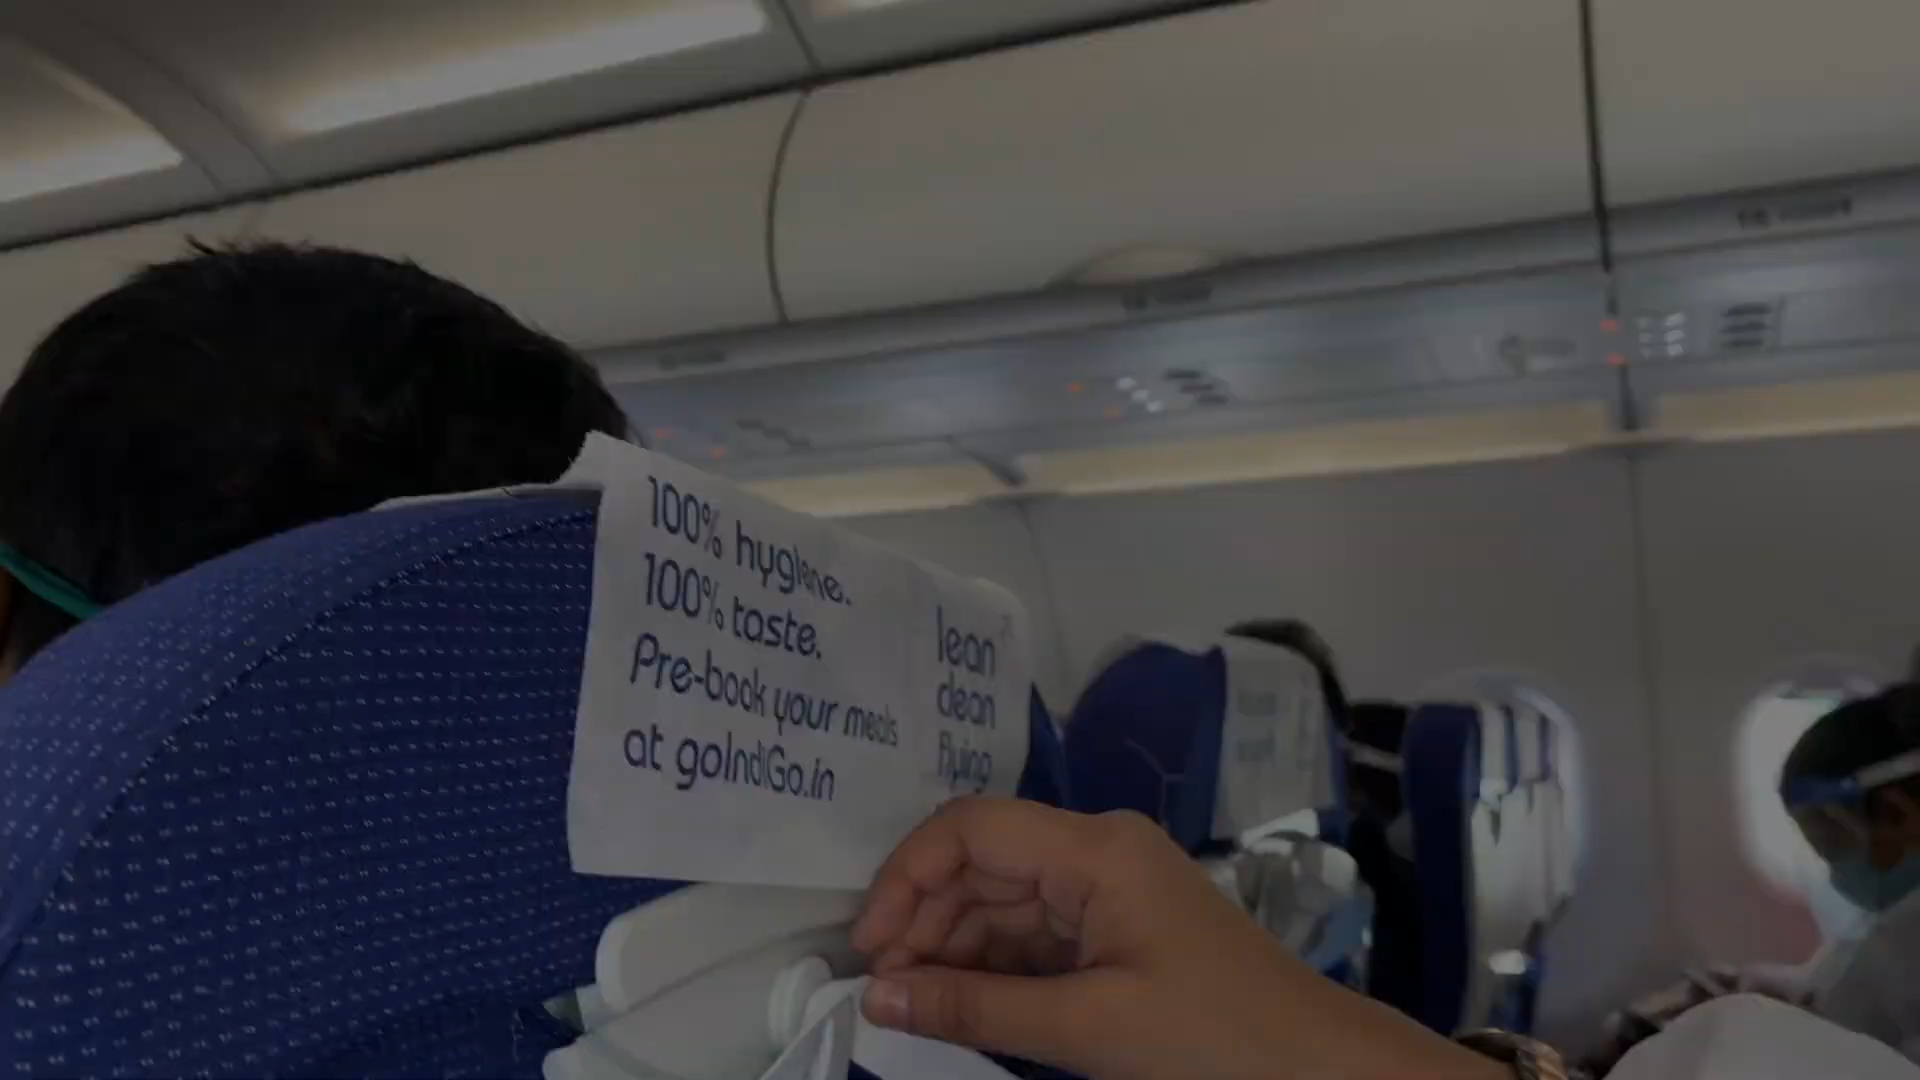 100% hygiene.
100% taste.
Pre-book your meals
at goIndiGo.in
lean
clean
flying